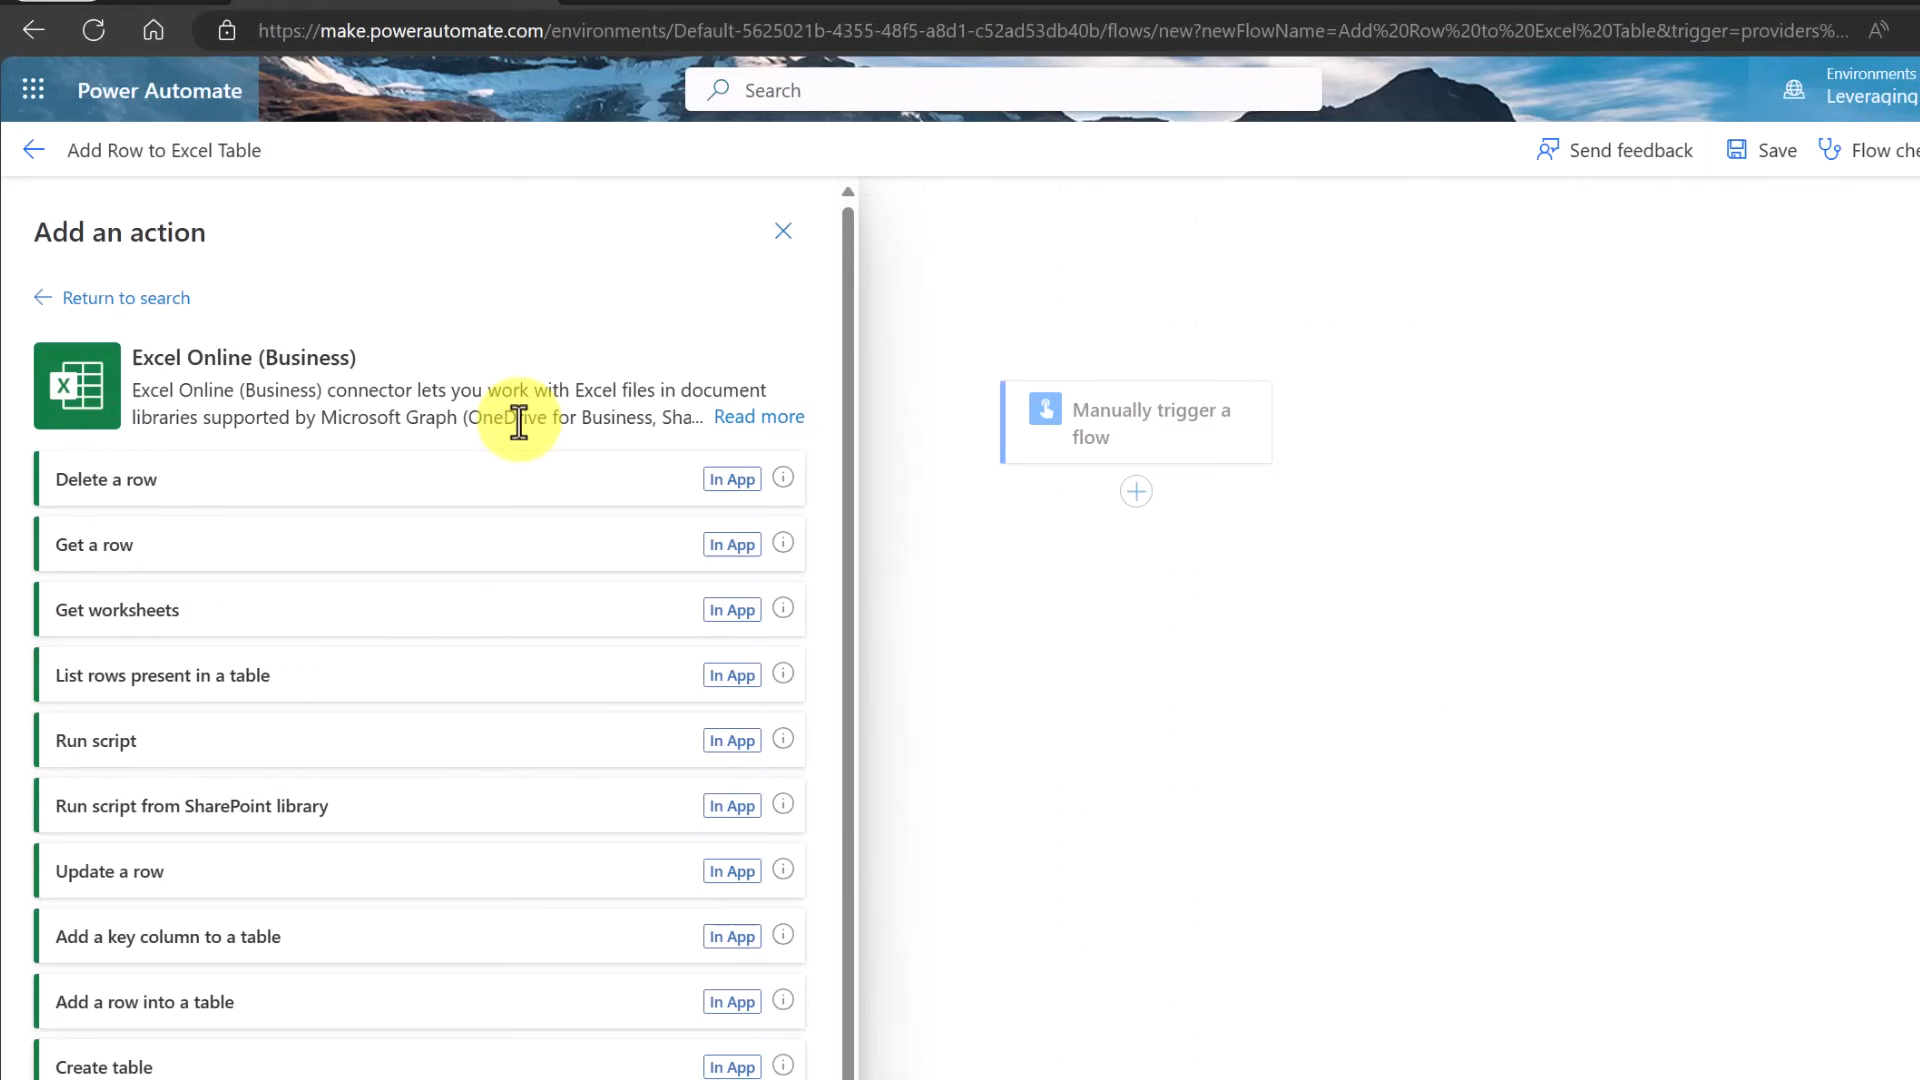 https://make.powerautomate.com/environments/Default-5625021b-4355-48f5-a8d1-c52ad53db40b/flows/new?newFlowName=Add%20Row%20to%20Excel%20Table&trigger=providers%...
Power Automate
Search
Environments
Leveraging
Add Row to Excel Table
Send feedback
Save
Flow che
Add an action
Return to search
Excel Online (Business)
Excel Online (Business) connector lets you work with Excel files in document
libraries supported by Microsoft Graph (OneDrive for Business, Sha... Read more
Delete a row In App
Get a row In App
Get worksheets In App
List rows present in a table In App
Run script In App
Run script from SharePoint library In App
Update a row In App
Add a key column to a table In App
Add a row into a table In App
Create table In App
Manually trigger a
flow